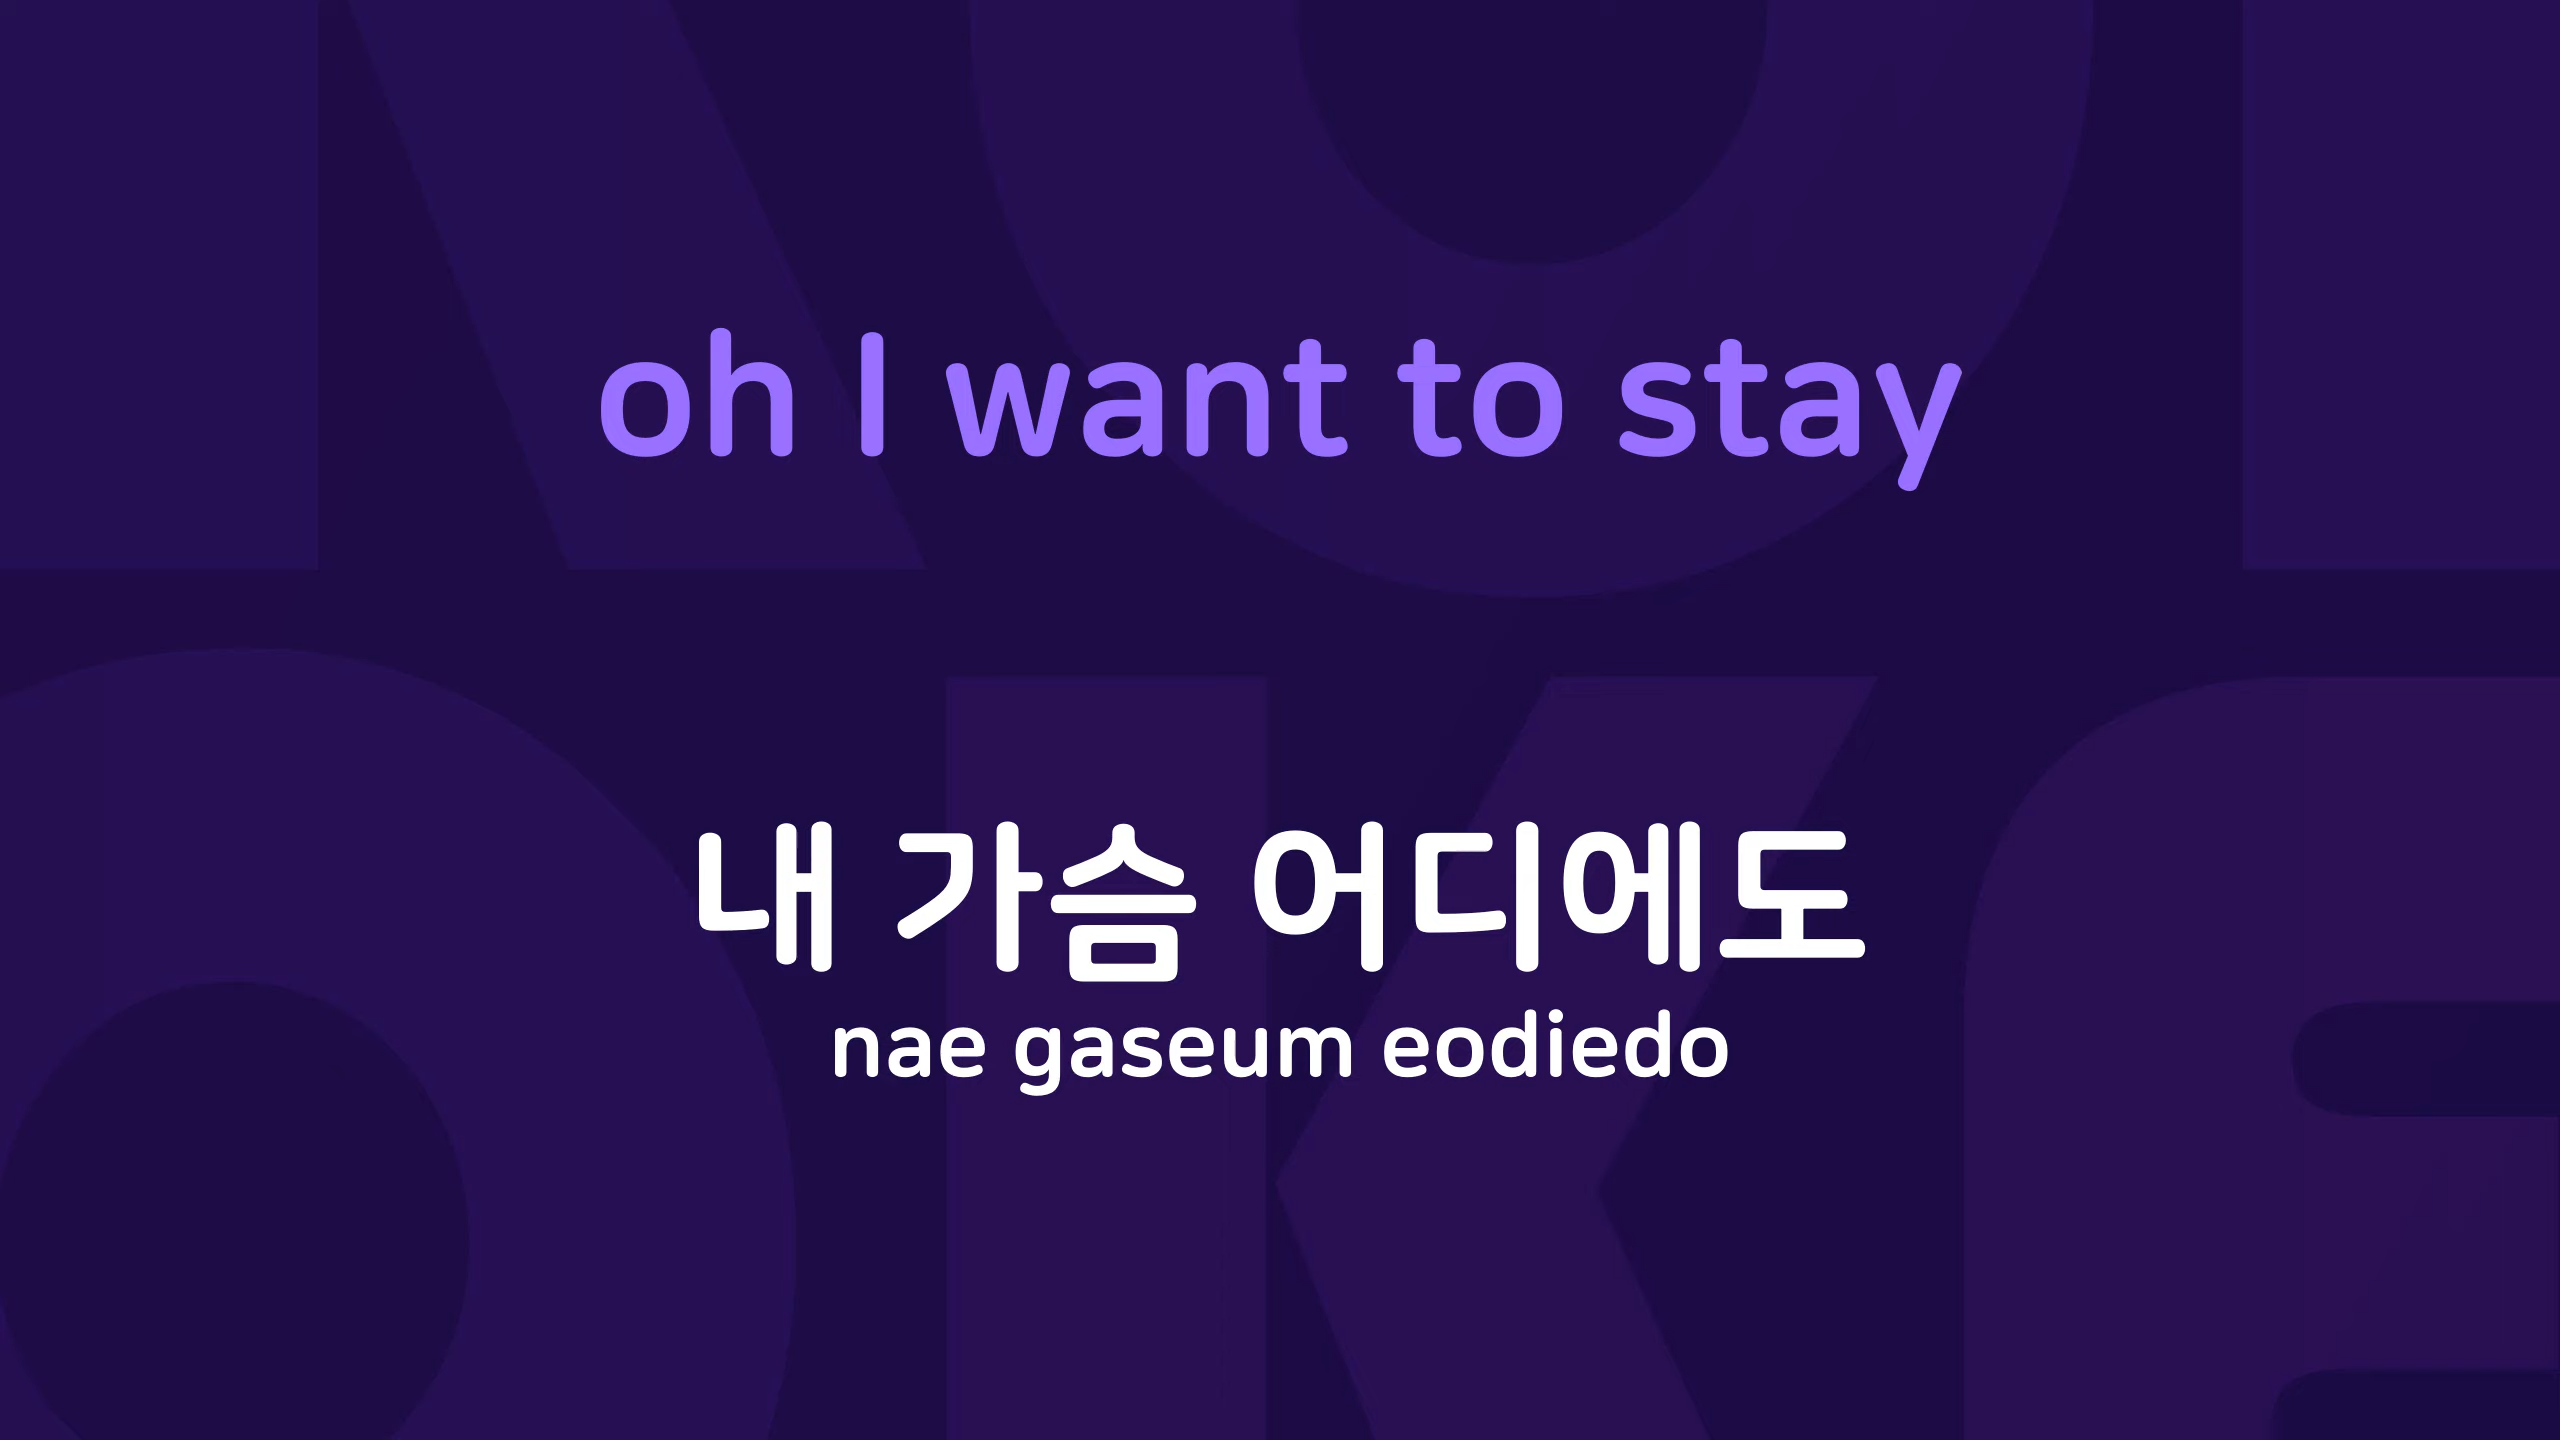 oh I want to stay
내 가슴 어디에도
nae gaseum eodiedo